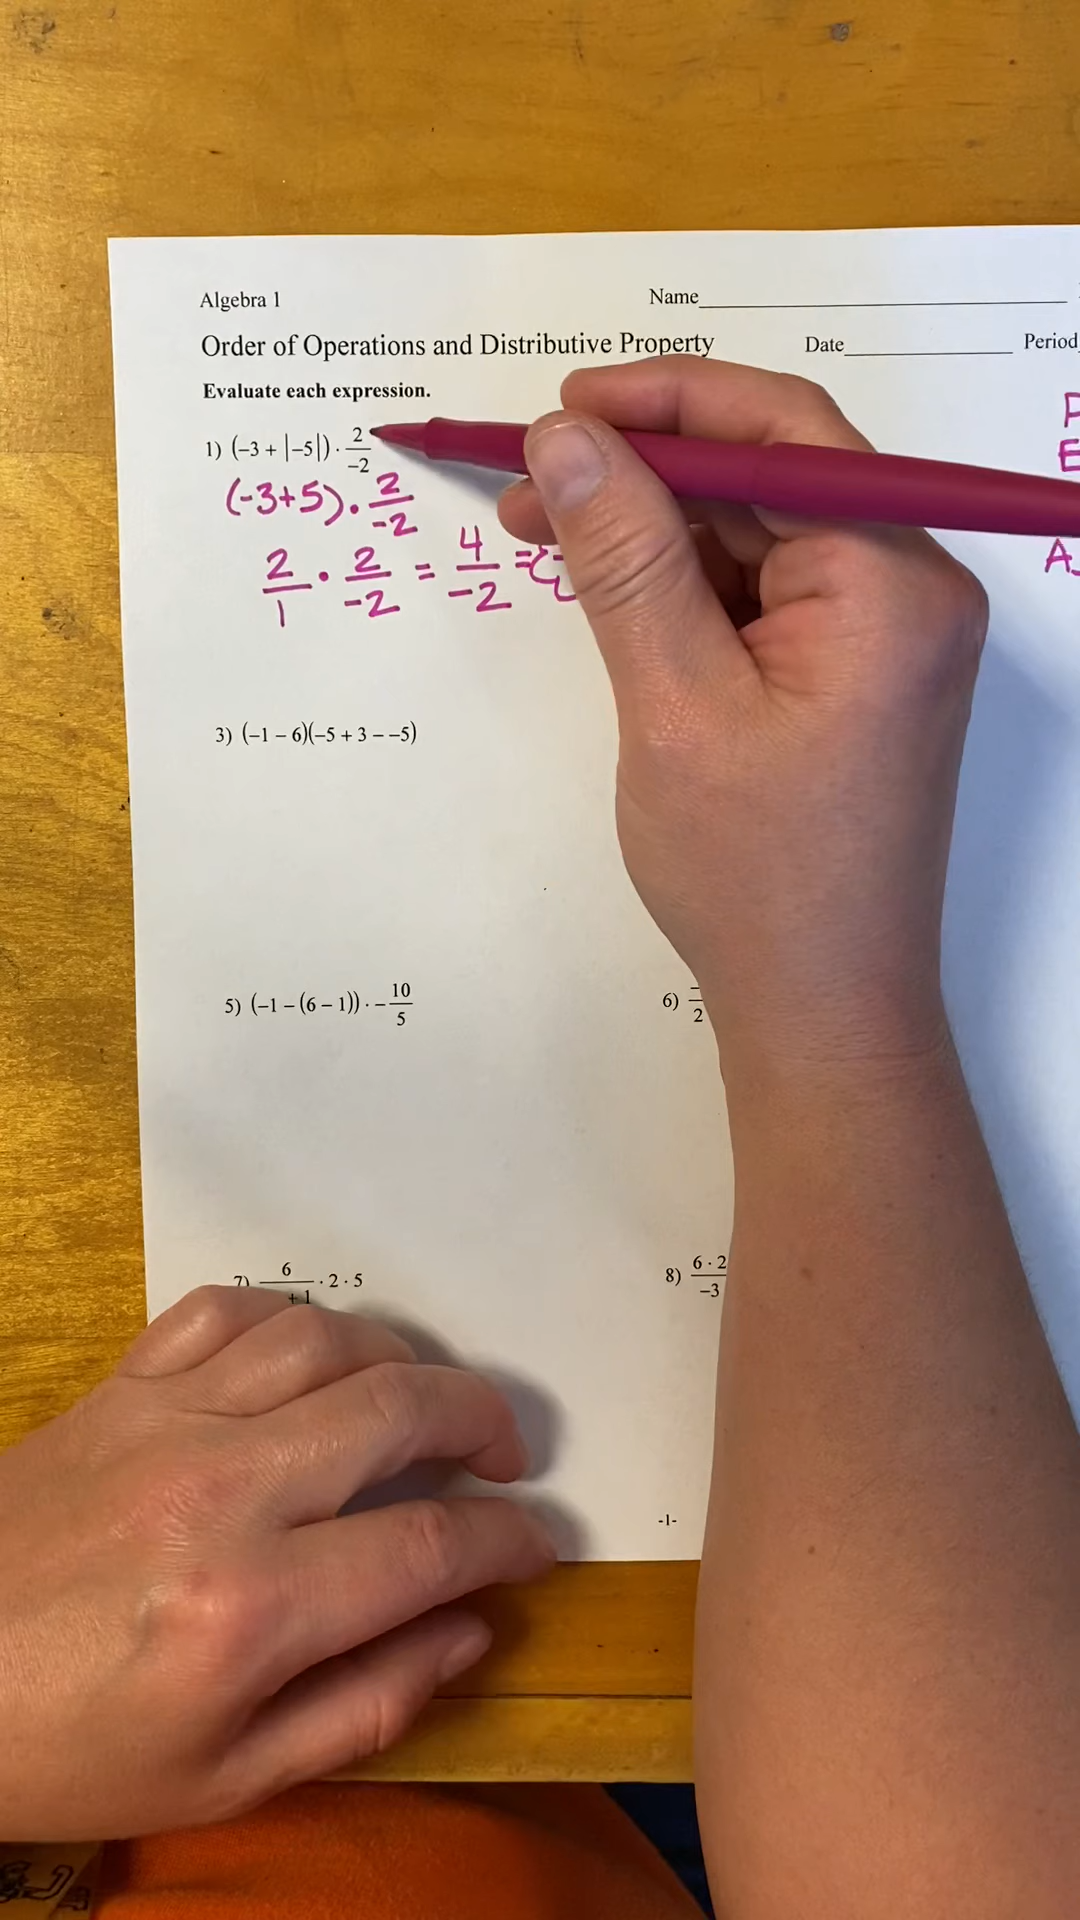 Algebra 1
Name
Order of Operations and Distributive Property
Date
Period
Evaluate each expression.
1) (−3 + |−5|) · 2/−2
(-3+5) · 2/-2
2/1 · 2/-2 = 4/-2 =
P
E
A
3) (−1 − 6)(−5 + 3 − −5)
5) (−1 − (6 − 1)) · − 10/5
6)
2
7) 6/ + 1 · 2 · 5
8) 6 · 2/−3
-1-